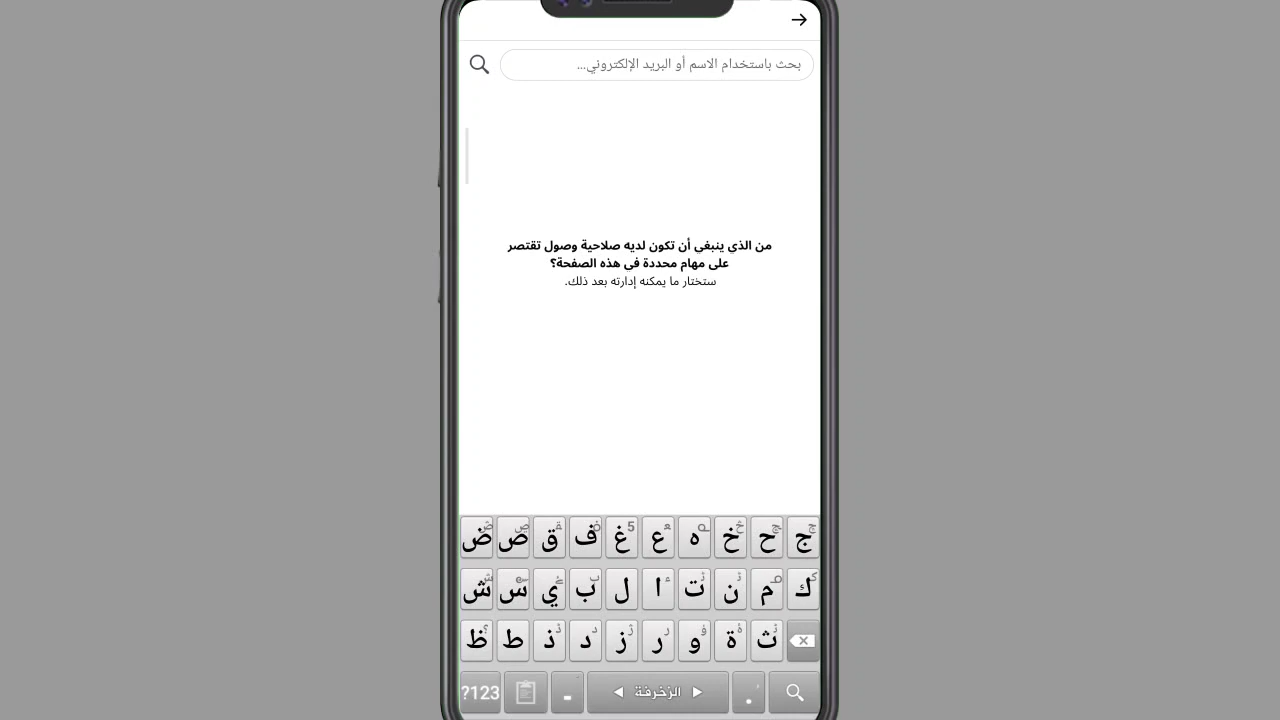 بحث باستخدام الاسم أو البريد الإلكتروني...
من الذي ينبغي أن تكون لديه صلاحية وصول تقتصر
على مهام محددة في هذه الصفحة؟
ستختار ما يمكنه إدارته بعد ذلك.
ض ص ق ف غ 5 ع ه خ ح ج
ش س ي ب ل ا ت ن م ك
ظ ط ذ د ز ر و ة ث
?123 - الزخرفة .